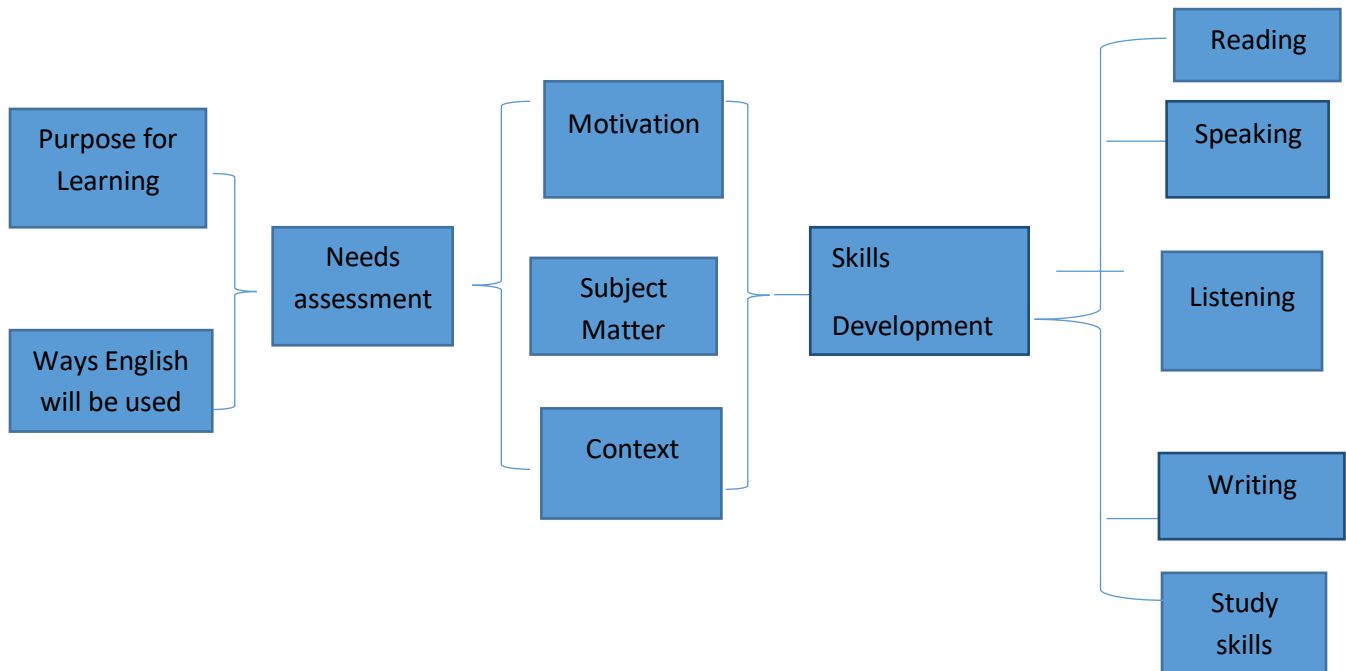 Purpose for
Learning
Ways English
will be used
Needs
assessment
Motivation
Subject
Matter
Context
Skills
Development
Reading
Speaking
Listening
Writing
Study
skills